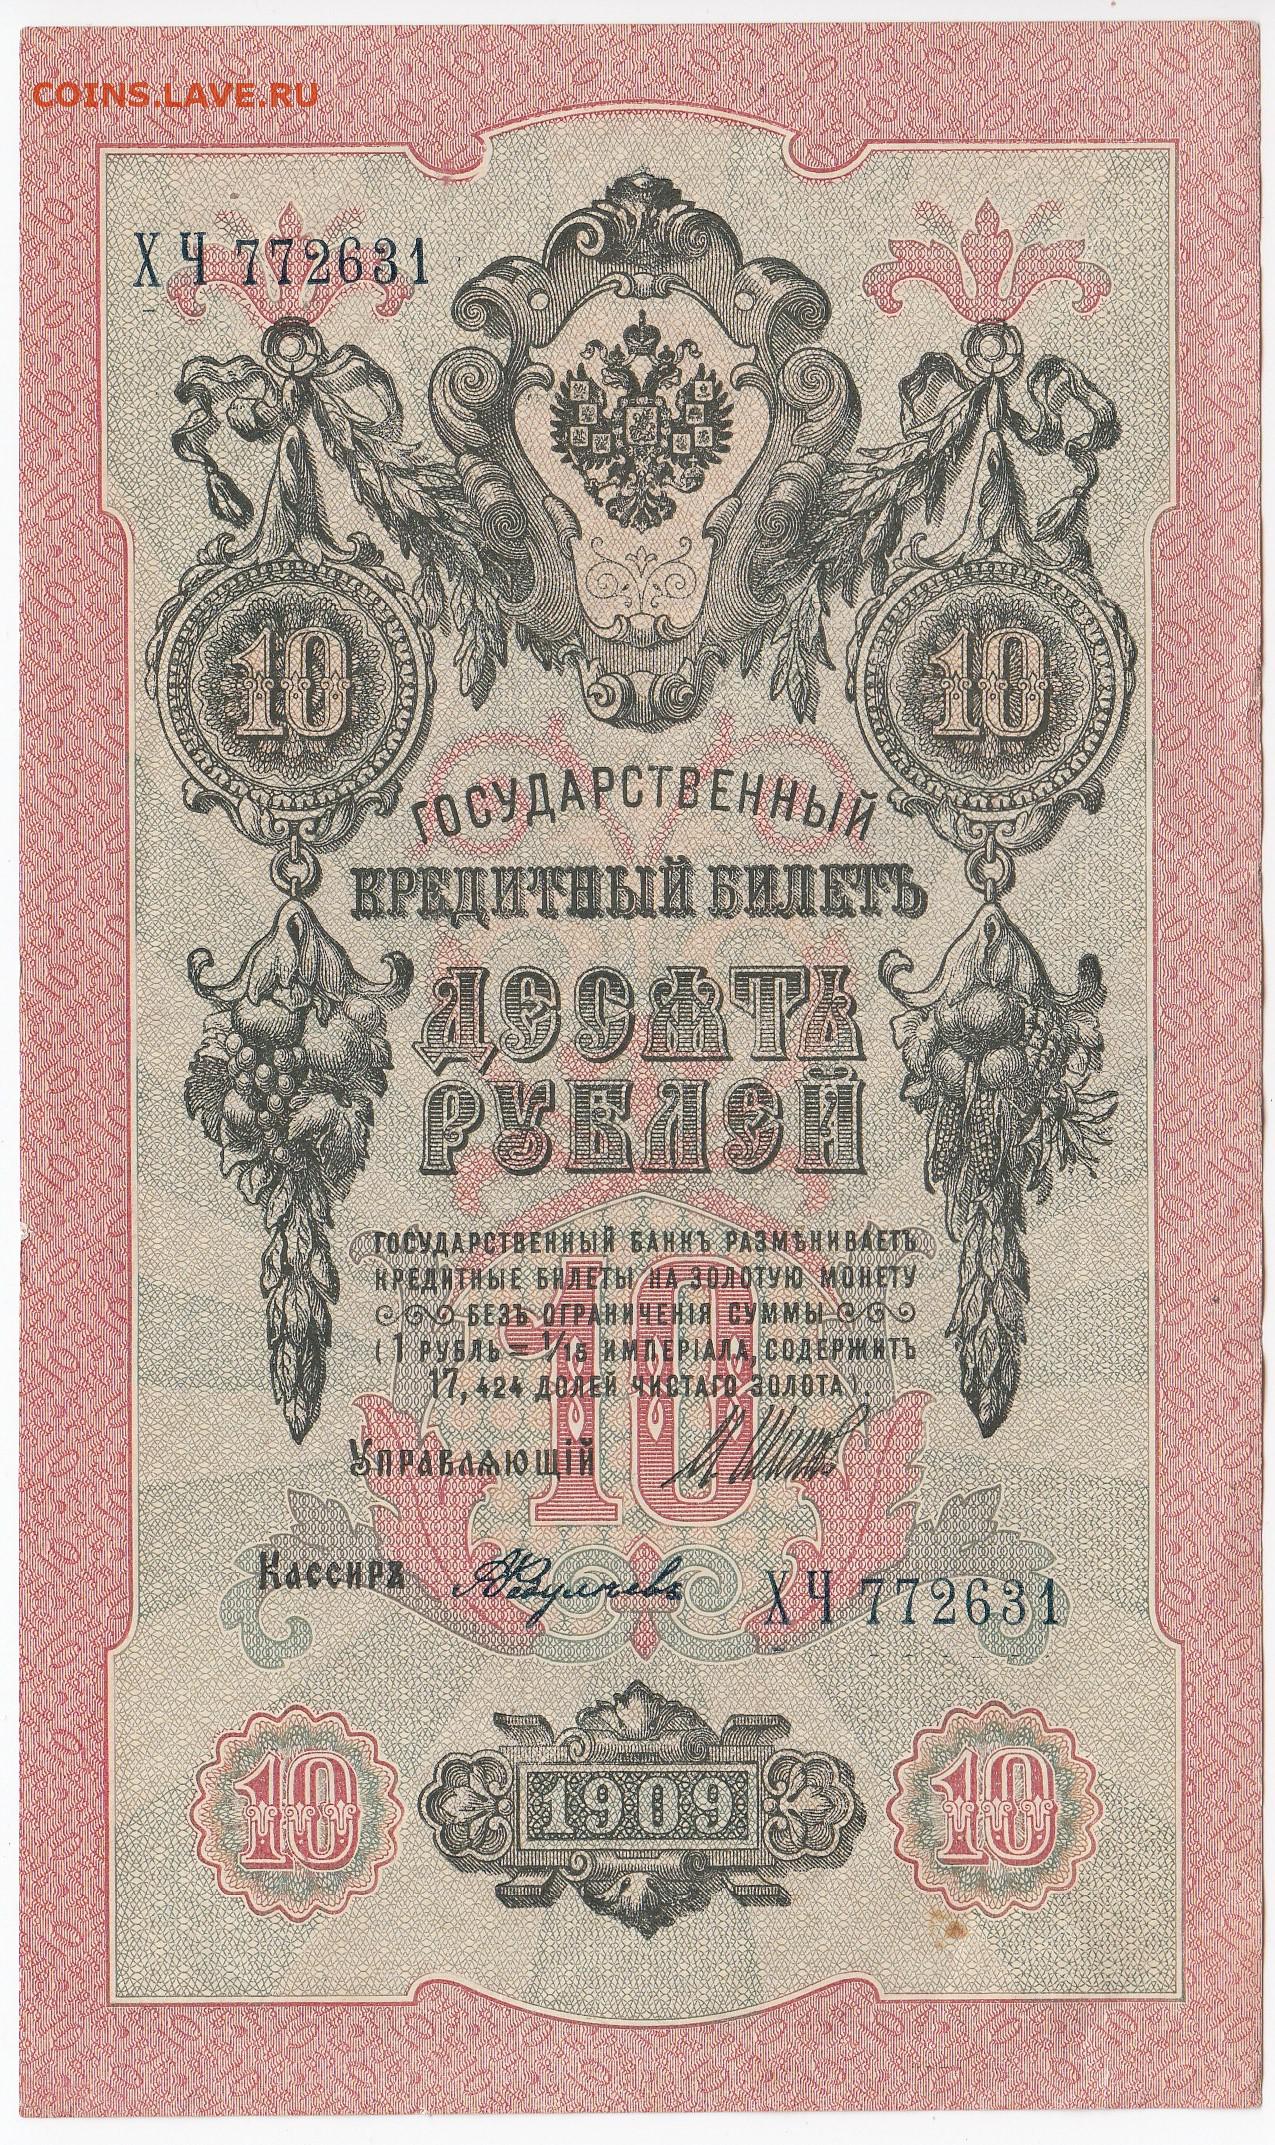 COINS.LAVE.RU
ХЧ 772631
10 10
ГОСУДАРСТВЕННЫЙ
КРЕДИТНЫЙ БИЛЕТЪ
ДЕСѦТЬ
РУБЛЕЙ
ГОСУДАРСТВЕННЫЙ БАНКЪ РАЗМѢНИВАЕТЪ
КРЕДИТНЫЕ БИЛЕТЫ НА ЗОЛОТУЮ МОНЕТУ
БЕЗЪ ОГРАНИЧЕНІЯ СУММЫ
(1 РУБЛЬ = 1/15 ИМПЕРІАЛА, СОДЕРЖИТЪ
17,424 ДОЛЕЙ ЧИСТАГО ЗОЛОТА).
10
УПРАВЛѦЮЩІЙ
КАССИРЪ
ХЧ 772631
10 1909 10